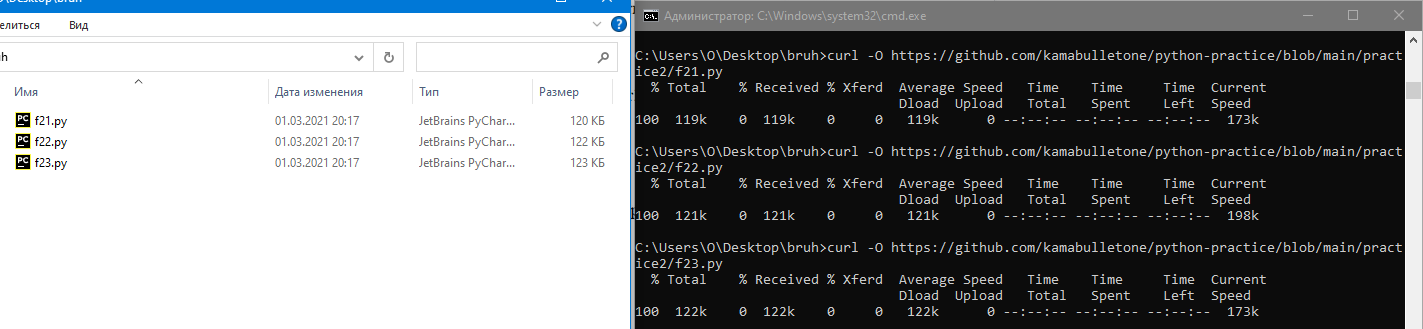 \Desktop\bruh
елиться Вид
Имя Дата изменения Тип Размер
f21.py 01.03.2021 20:17 JetBrains PyChar... 120 КБ
f22.py 01.03.2021 20:17 JetBrains PyChar... 122 КБ
f23.py 01.03.2021 20:17 JetBrains PyChar... 123 КБ
Администратор: C:\Windows\system32\cmd.exe
C:\Users\O\Desktop\bruh>curl -O https://github.com/kamabulletone/python-practice/blob/main/pract
ice2/f21.py
% Total % Received % Xferd Average Speed Time Time Time Current
Dload Upload Total Spent Left Speed
100 119k 0 119k 0 0 119k 0 --:--:-- --:--:-- --:--:-- 173k
C:\Users\O\Desktop\bruh>curl -O https://github.com/kamabulletone/python-practice/blob/main/pract
ice2/f22.py
% Total % Received % Xferd Average Speed Time Time Time Current
Dload Upload Total Spent Left Speed
100 121k 0 121k 0 0 121k 0 --:--:-- --:--:-- --:--:-- 198k
C:\Users\O\Desktop\bruh>curl -O https://github.com/kamabulletone/python-practice/blob/main/pract
ice2/f23.py
% Total % Received % Xferd Average Speed Time Time Time Current
Dload Upload Total Spent Left Speed
100 122k 0 122k 0 0 122k 0 --:--:-- --:--:-- --:--:-- 173k